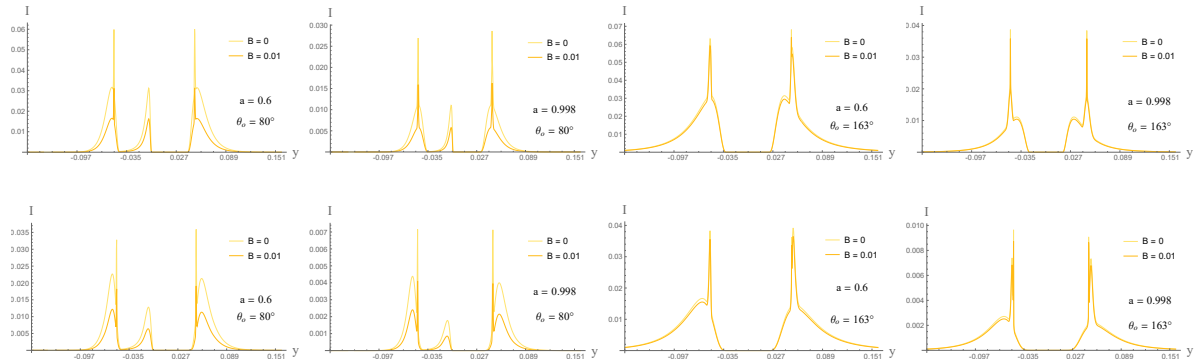 I
0.06
0.05
0.04
0.03
0.02
0.01
-0.097 -0.035 0.027 0.089 0.151 y
B = 0
B = 0.01
a = 0.6
θo = 80°
I
0.030
0.025
0.020
0.015
0.010
0.005
-0.097 -0.035 0.027 0.089 0.151 y
B = 0
B = 0.01
a = 0.998
θo = 80°
I
0.07
0.06
0.05
0.04
0.03
0.02
0.01
-0.097 -0.035 0.027 0.089 0.151 y
B = 0
B = 0.01
a = 0.6
θo = 163°
I
0.04
0.03
0.02
0.01
-0.097 -0.035 0.027 0.089 0.151 y
B = 0
B = 0.01
a = 0.998
θo = 163°
I
0.035
0.030
0.025
0.020
0.015
0.010
0.005
-0.097 -0.035 0.027 0.089 0.151 y
B = 0
B = 0.01
a = 0.6
θo = 80°
I
0.007
0.006
0.005
0.004
0.003
0.002
0.001
-0.097 -0.035 0.027 0.089 0.151 y
B = 0
B = 0.01
a = 0.998
θo = 80°
I
0.04
0.03
0.02
0.01
-0.097 -0.035 0.027 0.089 0.151 y
B = 0
B = 0.01
a = 0.6
θo = 163°
I
0.010
0.008
0.006
0.004
0.002
-0.097 -0.035 0.027 0.089 0.151 y
B = 0
B = 0.01
a = 0.998
θo = 163°